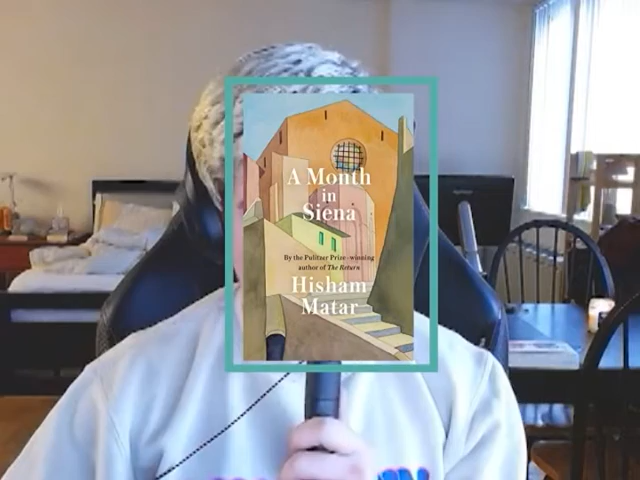 A Month
in
Siena
By the Pulitzer Prize–winning
author of The Return
Hisham
Matar